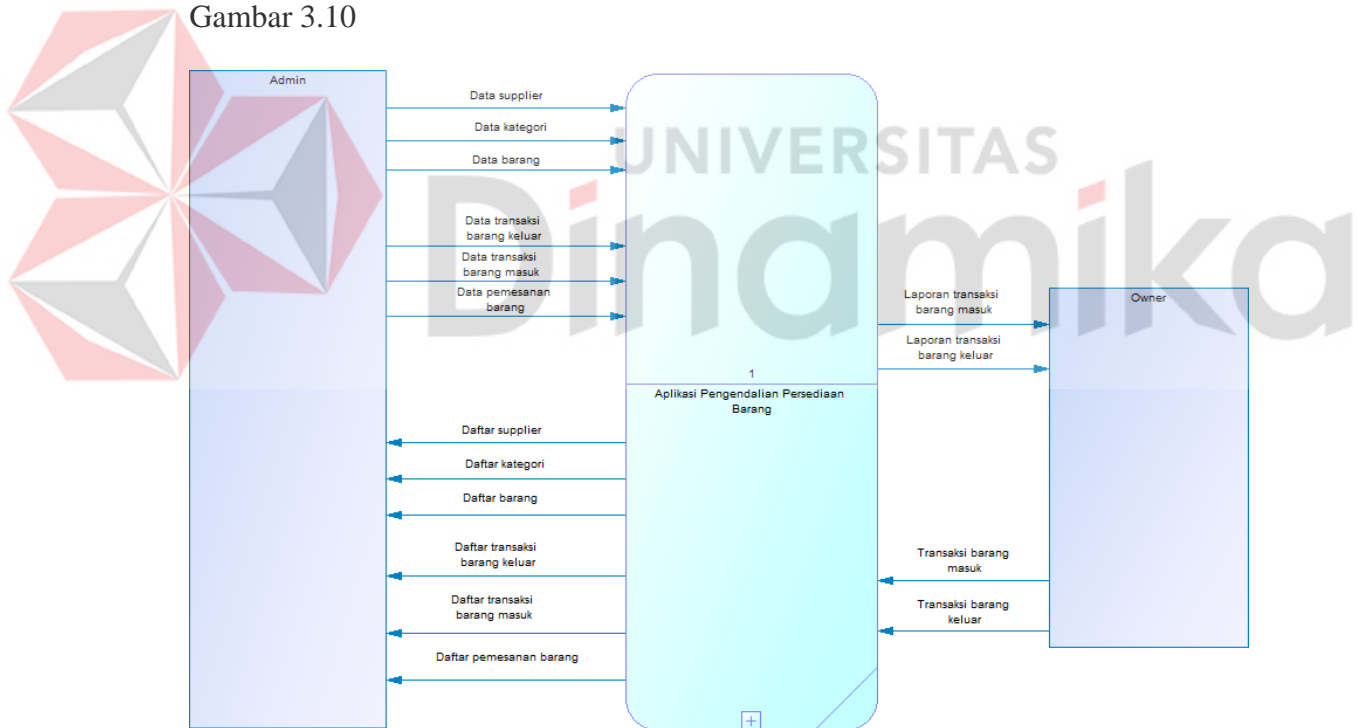 Gambar 3.10
UNIVERSITAS
Dinamika
Admin
Data supplier
Data kategori
Data barang
Data transaksi
barang keluar
Data transaksi
barang masuk
Data pemesanan
barang
1
Aplikasi Pengendalian Persediaan
Barang
Daftar supplier
Daftar kategori
Daftar barang
Daftar transaksi
barang keluar
Daftar transaksi
barang masuk
Daftar pemesanan barang
Laporan transaksi
barang masuk
Laporan transaksi
barang keluar
Owner
Transaksi barang
masuk
Transaksi barang
keluar